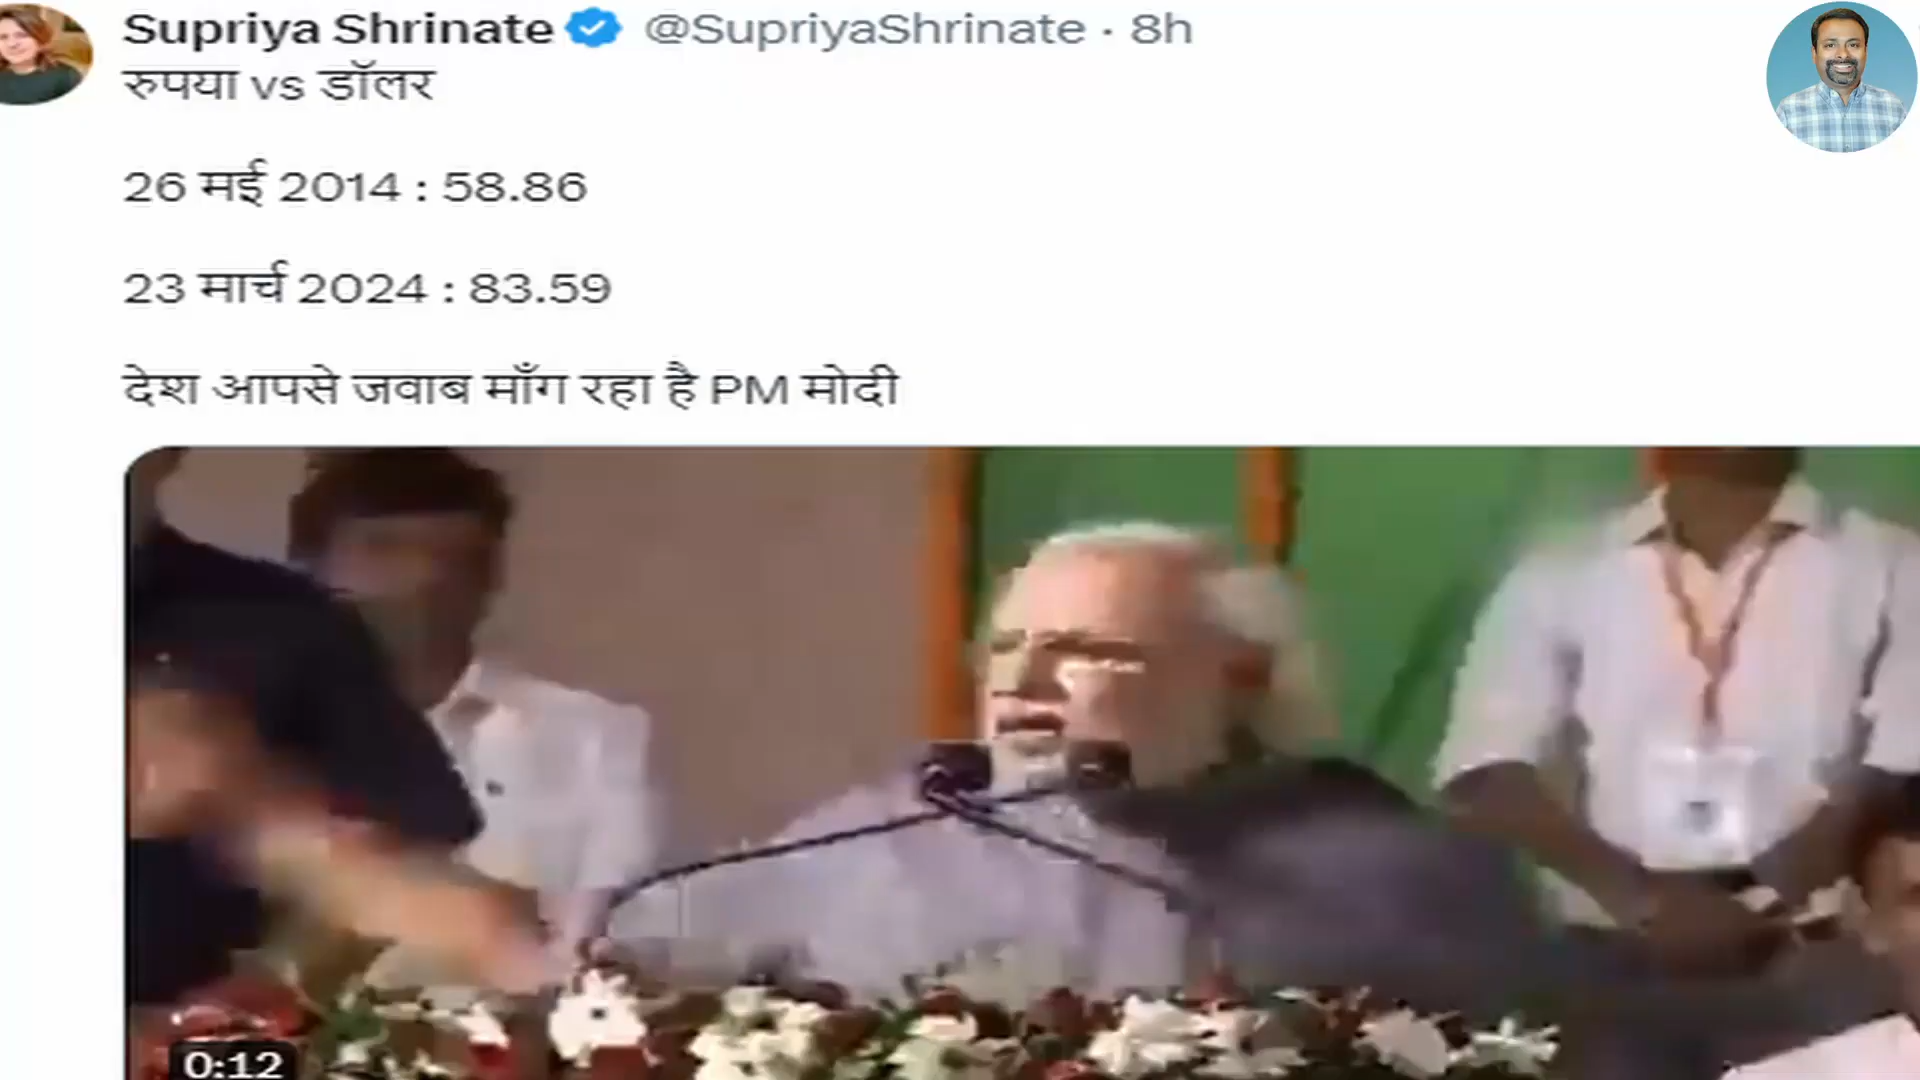 Supriya Shrinate @SupriyaShrinate · 8h
रुपया vs डॉलर
26 मई 2014 : 58.86
23 मार्च 2024 : 83.59
देश आपसे जवाब माँग रहा है PM मोदी
0:12